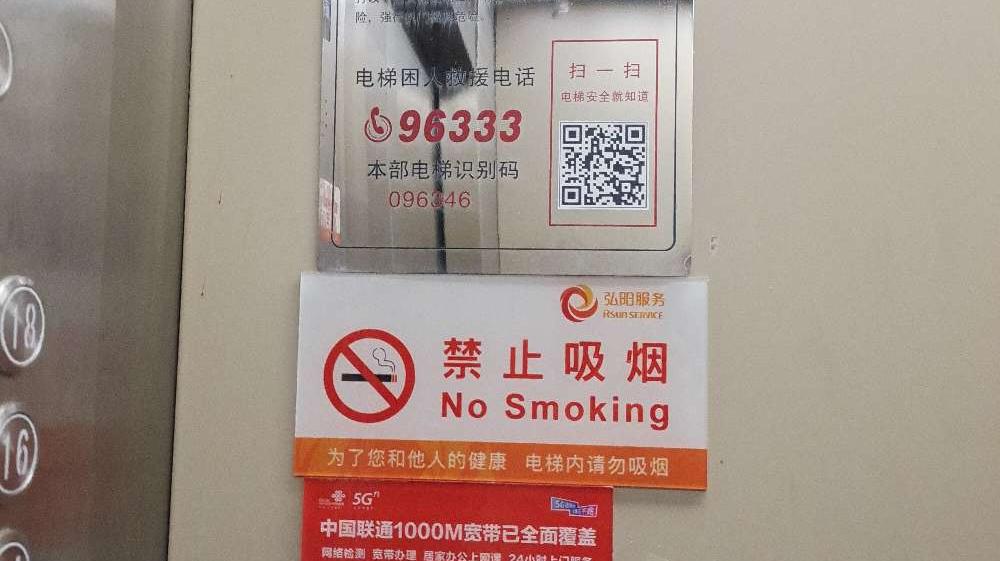 险，强
电梯困人救援电话
96333
本部电梯识别码
096346
扫一扫
电梯安全就知道
弘阳服务
RSUN SERVICE
禁止吸烟
No Smoking
为了您和他人的健康 电梯内请勿吸烟
5Gⁿ
中国联通1000M宽带已全面覆盖
网络检测 宽带办理 居家办公上网课 24小时上门服务
18
16